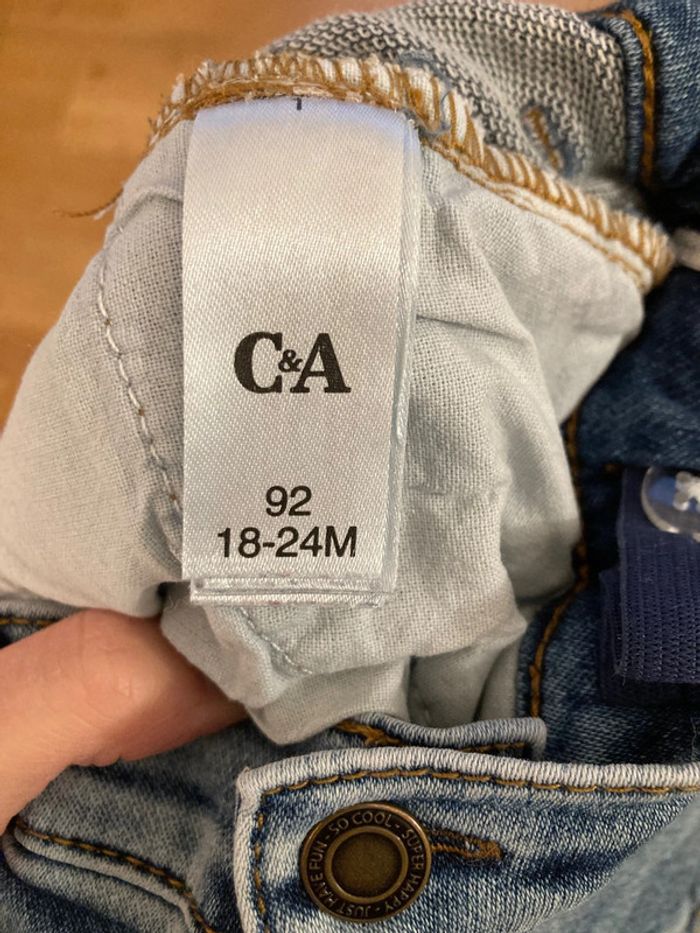 C&A
92
18-24M
SO COOL - SUPER HAPPY - JUST HAVE FUN -